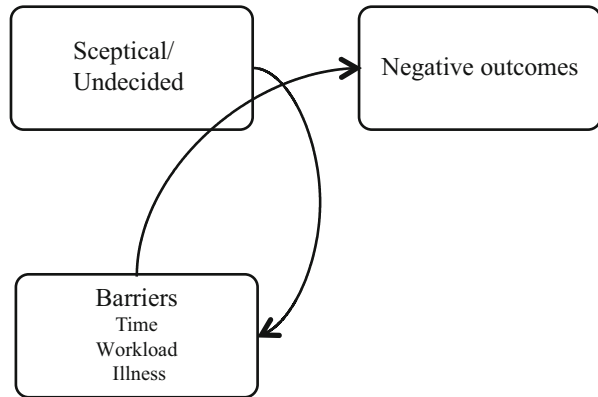 Sceptical/
Undecided
Negative outcomes
Barriers
Time
Workload
Illness